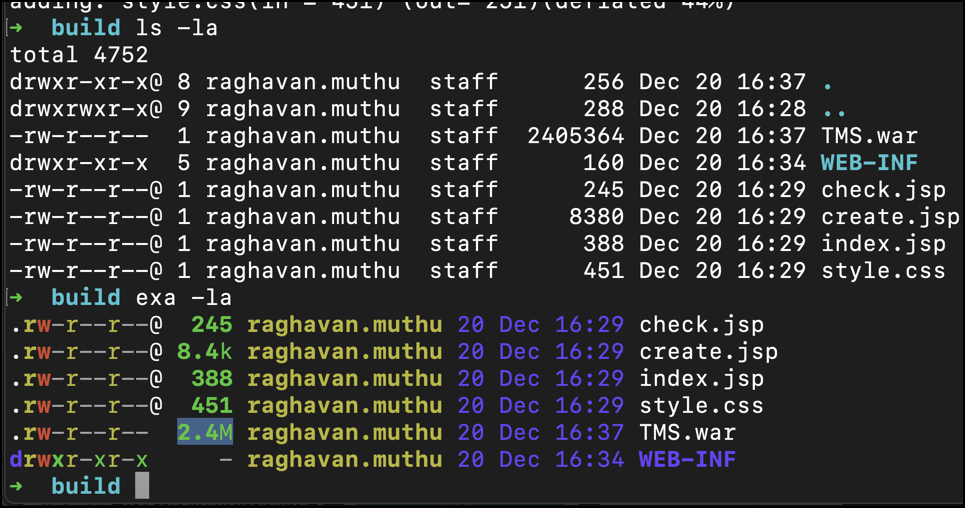 adding: style.css(in = 451) (out= 251)(deflated 44%)
➜  build ls -la
total 4752
drwxr-xr-x@ 8 raghavan.muthu  staff      256 Dec 20 16:37 .
drwxrwxr-x@ 9 raghavan.muthu  staff      288 Dec 20 16:28 ..
-rw-r--r--  1 raghavan.muthu  staff  2405364 Dec 20 16:37 TMS.war
drwxr-xr-x  5 raghavan.muthu  staff      160 Dec 20 16:34 WEB-INF
-rw-r--r--@ 1 raghavan.muthu  staff      245 Dec 20 16:29 check.jsp
-rw-r--r--@ 1 raghavan.muthu  staff     8380 Dec 20 16:29 create.jsp
-rw-r--r--@ 1 raghavan.muthu  staff      388 Dec 20 16:29 index.jsp
-rw-r--r--@ 1 raghavan.muthu  staff      451 Dec 20 16:29 style.css
➜  build exa -la
.rw-r--r--@  245 raghavan.muthu 20 Dec 16:29 check.jsp
.rw-r--r--@ 8.4k raghavan.muthu 20 Dec 16:29 create.jsp
.rw-r--r--@  388 raghavan.muthu 20 Dec 16:29 index.jsp
.rw-r--r--@  451 raghavan.muthu 20 Dec 16:29 style.css
.rw-r--r--  2.4M raghavan.muthu 20 Dec 16:37 TMS.war
drwxr-xr-x     - raghavan.muthu 20 Dec 16:34 WEB-INF
➜  build